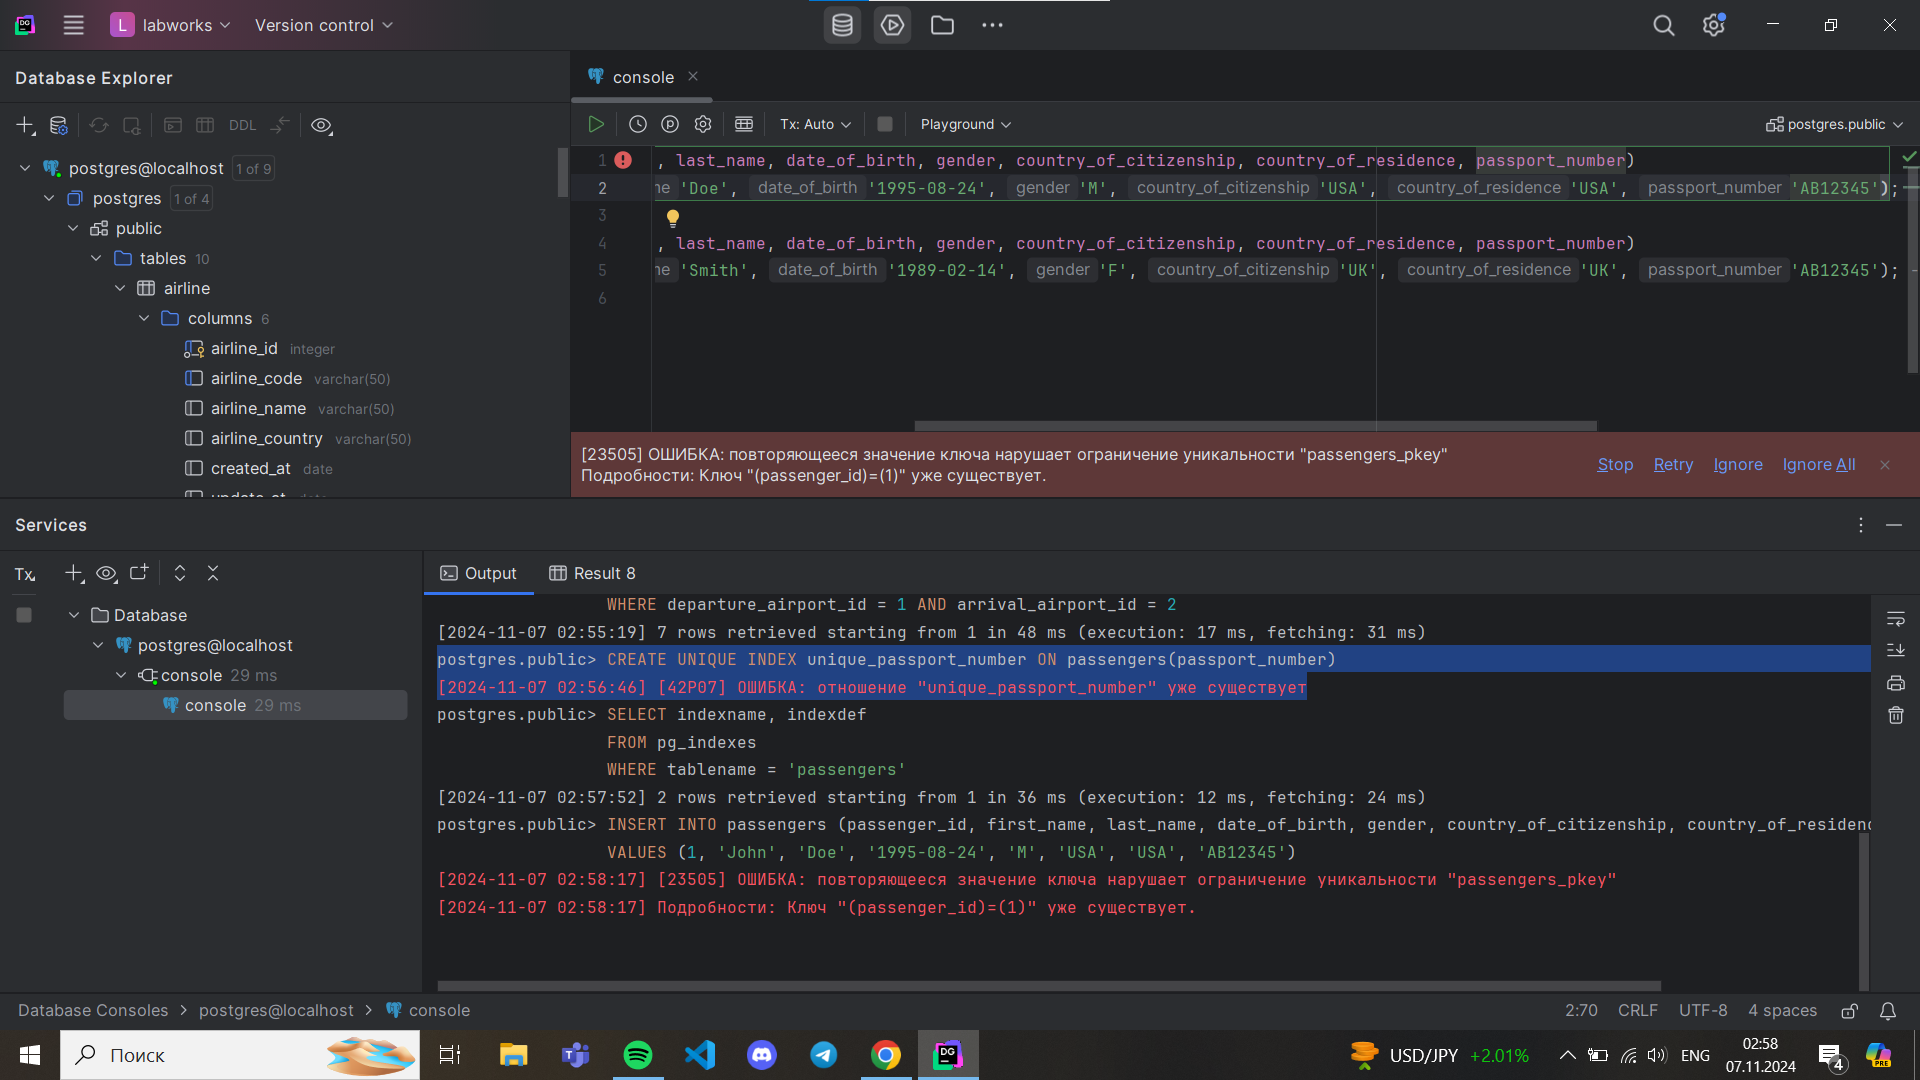 DG
L labworks Version control
Database Explorer
console
DDL
Tx: Auto Playground postgres.public
postgres@localhost 1 of 9
postgres 1 of 4
public
tables 10
airline
columns 6
airline_id integer
airline_code varchar(50)
airline_name varchar(50)
airline_country varchar(50)
created_at date
update_at date
1 , last_name, date_of_birth, gender, country_of_citizenship, country_of_residence, passport_number)
2 me 'Doe', date_of_birth '1995-08-24', gender 'M', country_of_citizenship 'USA', country_of_residence 'USA', passport_number 'AB12345');
3
4 , last_name, date_of_birth, gender, country_of_citizenship, country_of_residence, passport_number)
5 me 'Smith', date_of_birth '1989-02-14', gender 'F', country_of_citizenship 'UK', country_of_residence 'UK', passport_number 'AB12345');
6
[23505] ОШИБКА: повторяющееся значение ключа нарушает ограничение уникальности "passengers_pkey"
Подробности: Ключ "(passenger_id)=(1)" уже существует.
Stop Retry Ignore Ignore All
Services
Tx
Database
postgres@localhost
console 29 ms
console 29 ms
Output Result 8
WHERE departure_airport_id = 1 AND arrival_airport_id = 2
[2024-11-07 02:55:19] 7 rows retrieved starting from 1 in 48 ms (execution: 17 ms, fetching: 31 ms)
postgres.public> CREATE UNIQUE INDEX unique_passport_number ON passengers(passport_number)
[2024-11-07 02:56:46] [42P07] ОШИБКА: отношение "unique_passport_number" уже существует
postgres.public> SELECT indexname, indexdef
FROM pg_indexes
WHERE tablename = 'passengers'
[2024-11-07 02:57:52] 2 rows retrieved starting from 1 in 36 ms (execution: 12 ms, fetching: 24 ms)
postgres.public> INSERT INTO passengers (passenger_id, first_name, last_name, date_of_birth, gender, country_of_citizenship, country_of_residenc
VALUES (1, 'John', 'Doe', '1995-08-24', 'M', 'USA', 'USA', 'AB12345')
[2024-11-07 02:58:17] [23505] ОШИБКА: повторяющееся значение ключа нарушает ограничение уникальности "passengers_pkey"
[2024-11-07 02:58:17] Подробности: Ключ "(passenger_id)=(1)" уже существует.
Database Consoles > postgres@localhost > console
2:70 CRLF UTF-8 4 spaces
Поиск
DG
USD/JPY +2.01%
ENG
02:58
07.11.2024
4
PRE